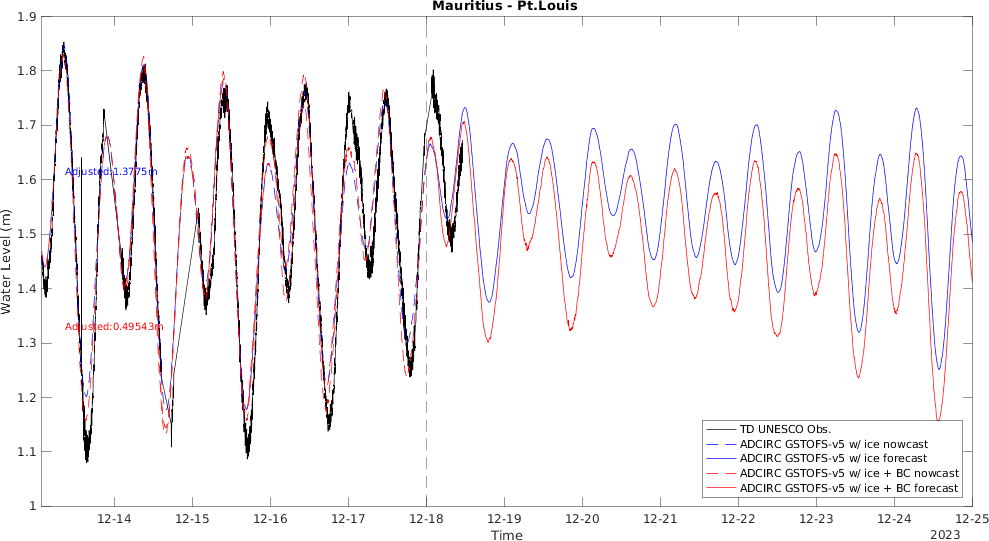 Mauritius - Pt.Louis
1.9
1.8
1.7
1.6
1.5
1.4
1.3
1.2
1.1
1
Water Level (m)
Adjusted:1.3775m
Adjusted:0.49543m
TD UNESCO Obs.
ADCIRC GSTOFS-v5 w/ ice nowcast
ADCIRC GSTOFS-v5 w/ ice forecast
ADCIRC GSTOFS-v5 w/ ice + BC nowcast
ADCIRC GSTOFS-v5 w/ ice + BC forecast
12-14 12-15 12-16 12-17 12-18 12-19 12-20 12-21 12-22 12-23 12-24 12-25
Time
2023